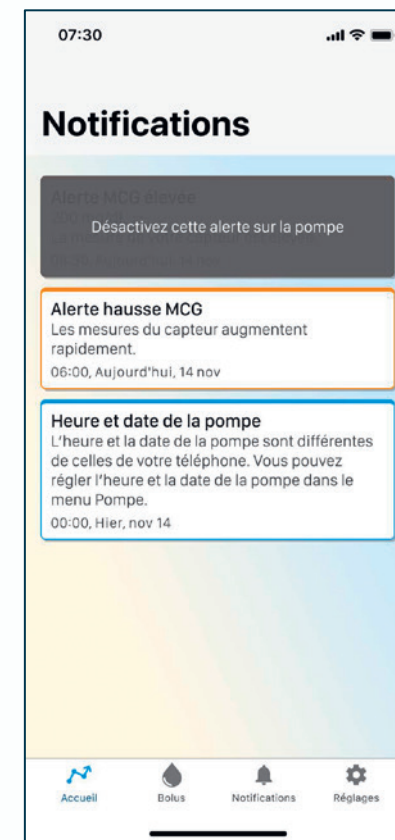 07:30
Notifications
Alerte MCG élevée
Désactivez cette alerte sur la pompe
Alerte hausse MCG
Les mesures du capteur augmentent
rapidement.
06:00, Aujourd'hui, 14 nov
Heure et date de la pompe
L'heure et la date de la pompe sont différentes
de celles de votre téléphone. Vous pouvez
régler l'heure et la date de la pompe dans le
menu Pompe.
00:00, Hier, nov 14
Accueil
Bolus
Notifications
Réglages